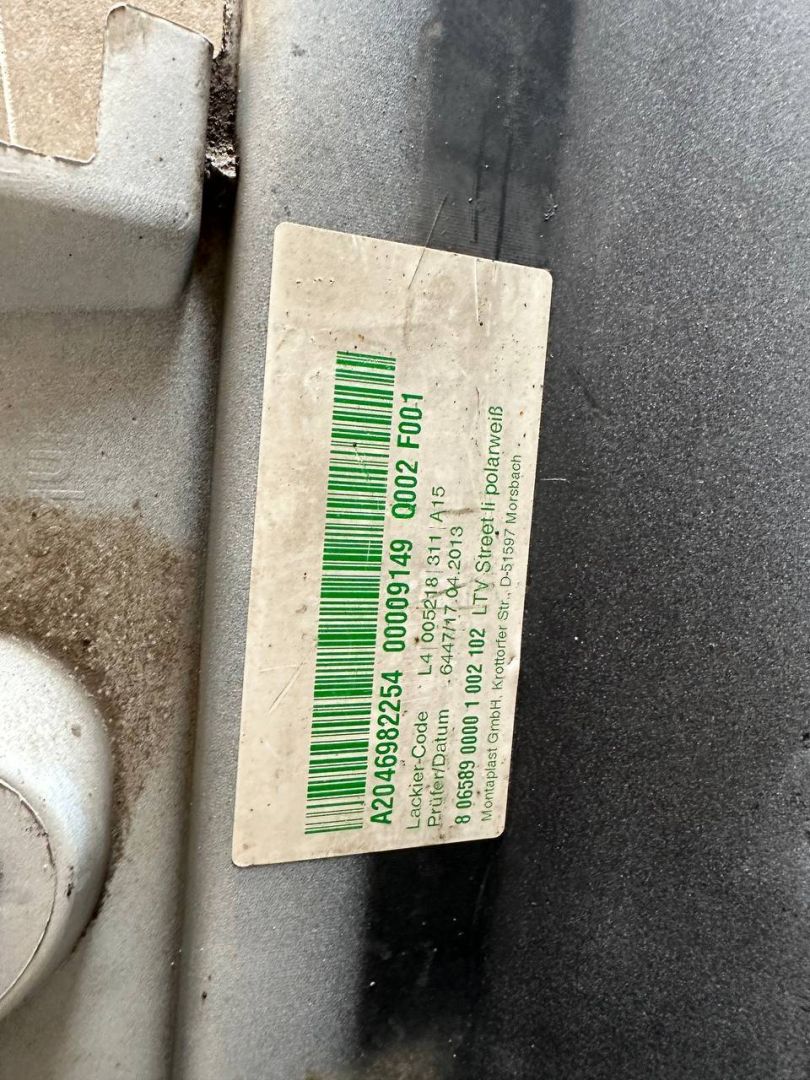 A2046982254 00009149 Q002 F001
Lackier-Code L4|005218|311|A15
Prüfer/Datum 6447/17.04.2013
8 06589 0000 1 002 102 LTV Street li polarweiß
Montaplast GmbH, Krottorfer Str., D-51597 Morsbach